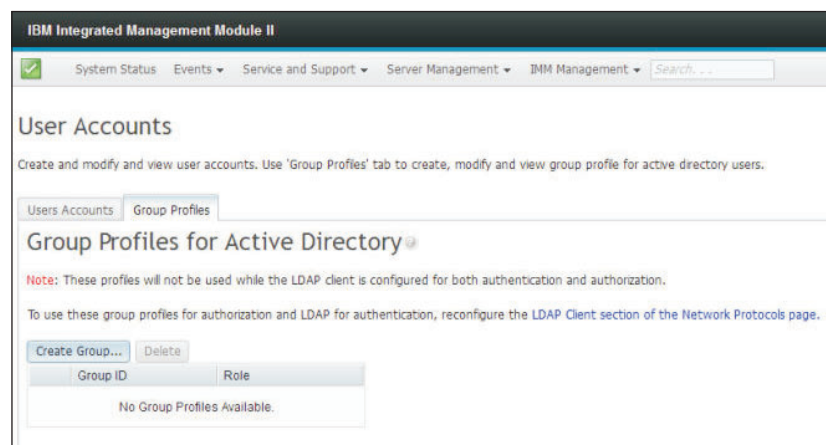 IBM Integrated Management Module II
System Status Events Service and Support Server Management IMM Management Search...
User Accounts
Create and modify and view user accounts. Use 'Group Profiles' tab to create, modify and view group profile for active directory users.
Users Accounts Group Profiles
Group Profiles for Active Directory
Note: These profiles will not be used while the LDAP client is configured for both authentication and authorization.
To use these group profiles for authorization and LDAP for authentication, reconfigure the LDAP Client section of the Network Protocols page.
Create Group... Delete
Group ID Role
No Group Profiles Available.